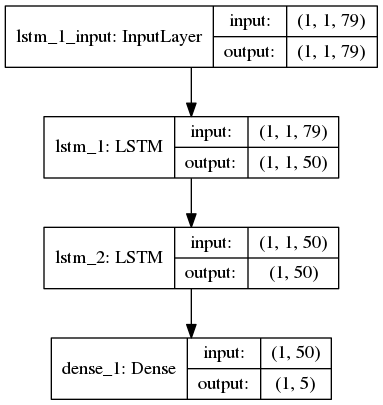 lstm_1_input: InputLayer
input: (1, 1, 79)
output: (1, 1, 79)
lstm_1: LSTM
input: (1, 1, 79)
output: (1, 1, 50)
lstm_2: LSTM
input: (1, 1, 50)
output: (1, 50)
dense_1: Dense
input: (1, 50)
output: (1, 5)